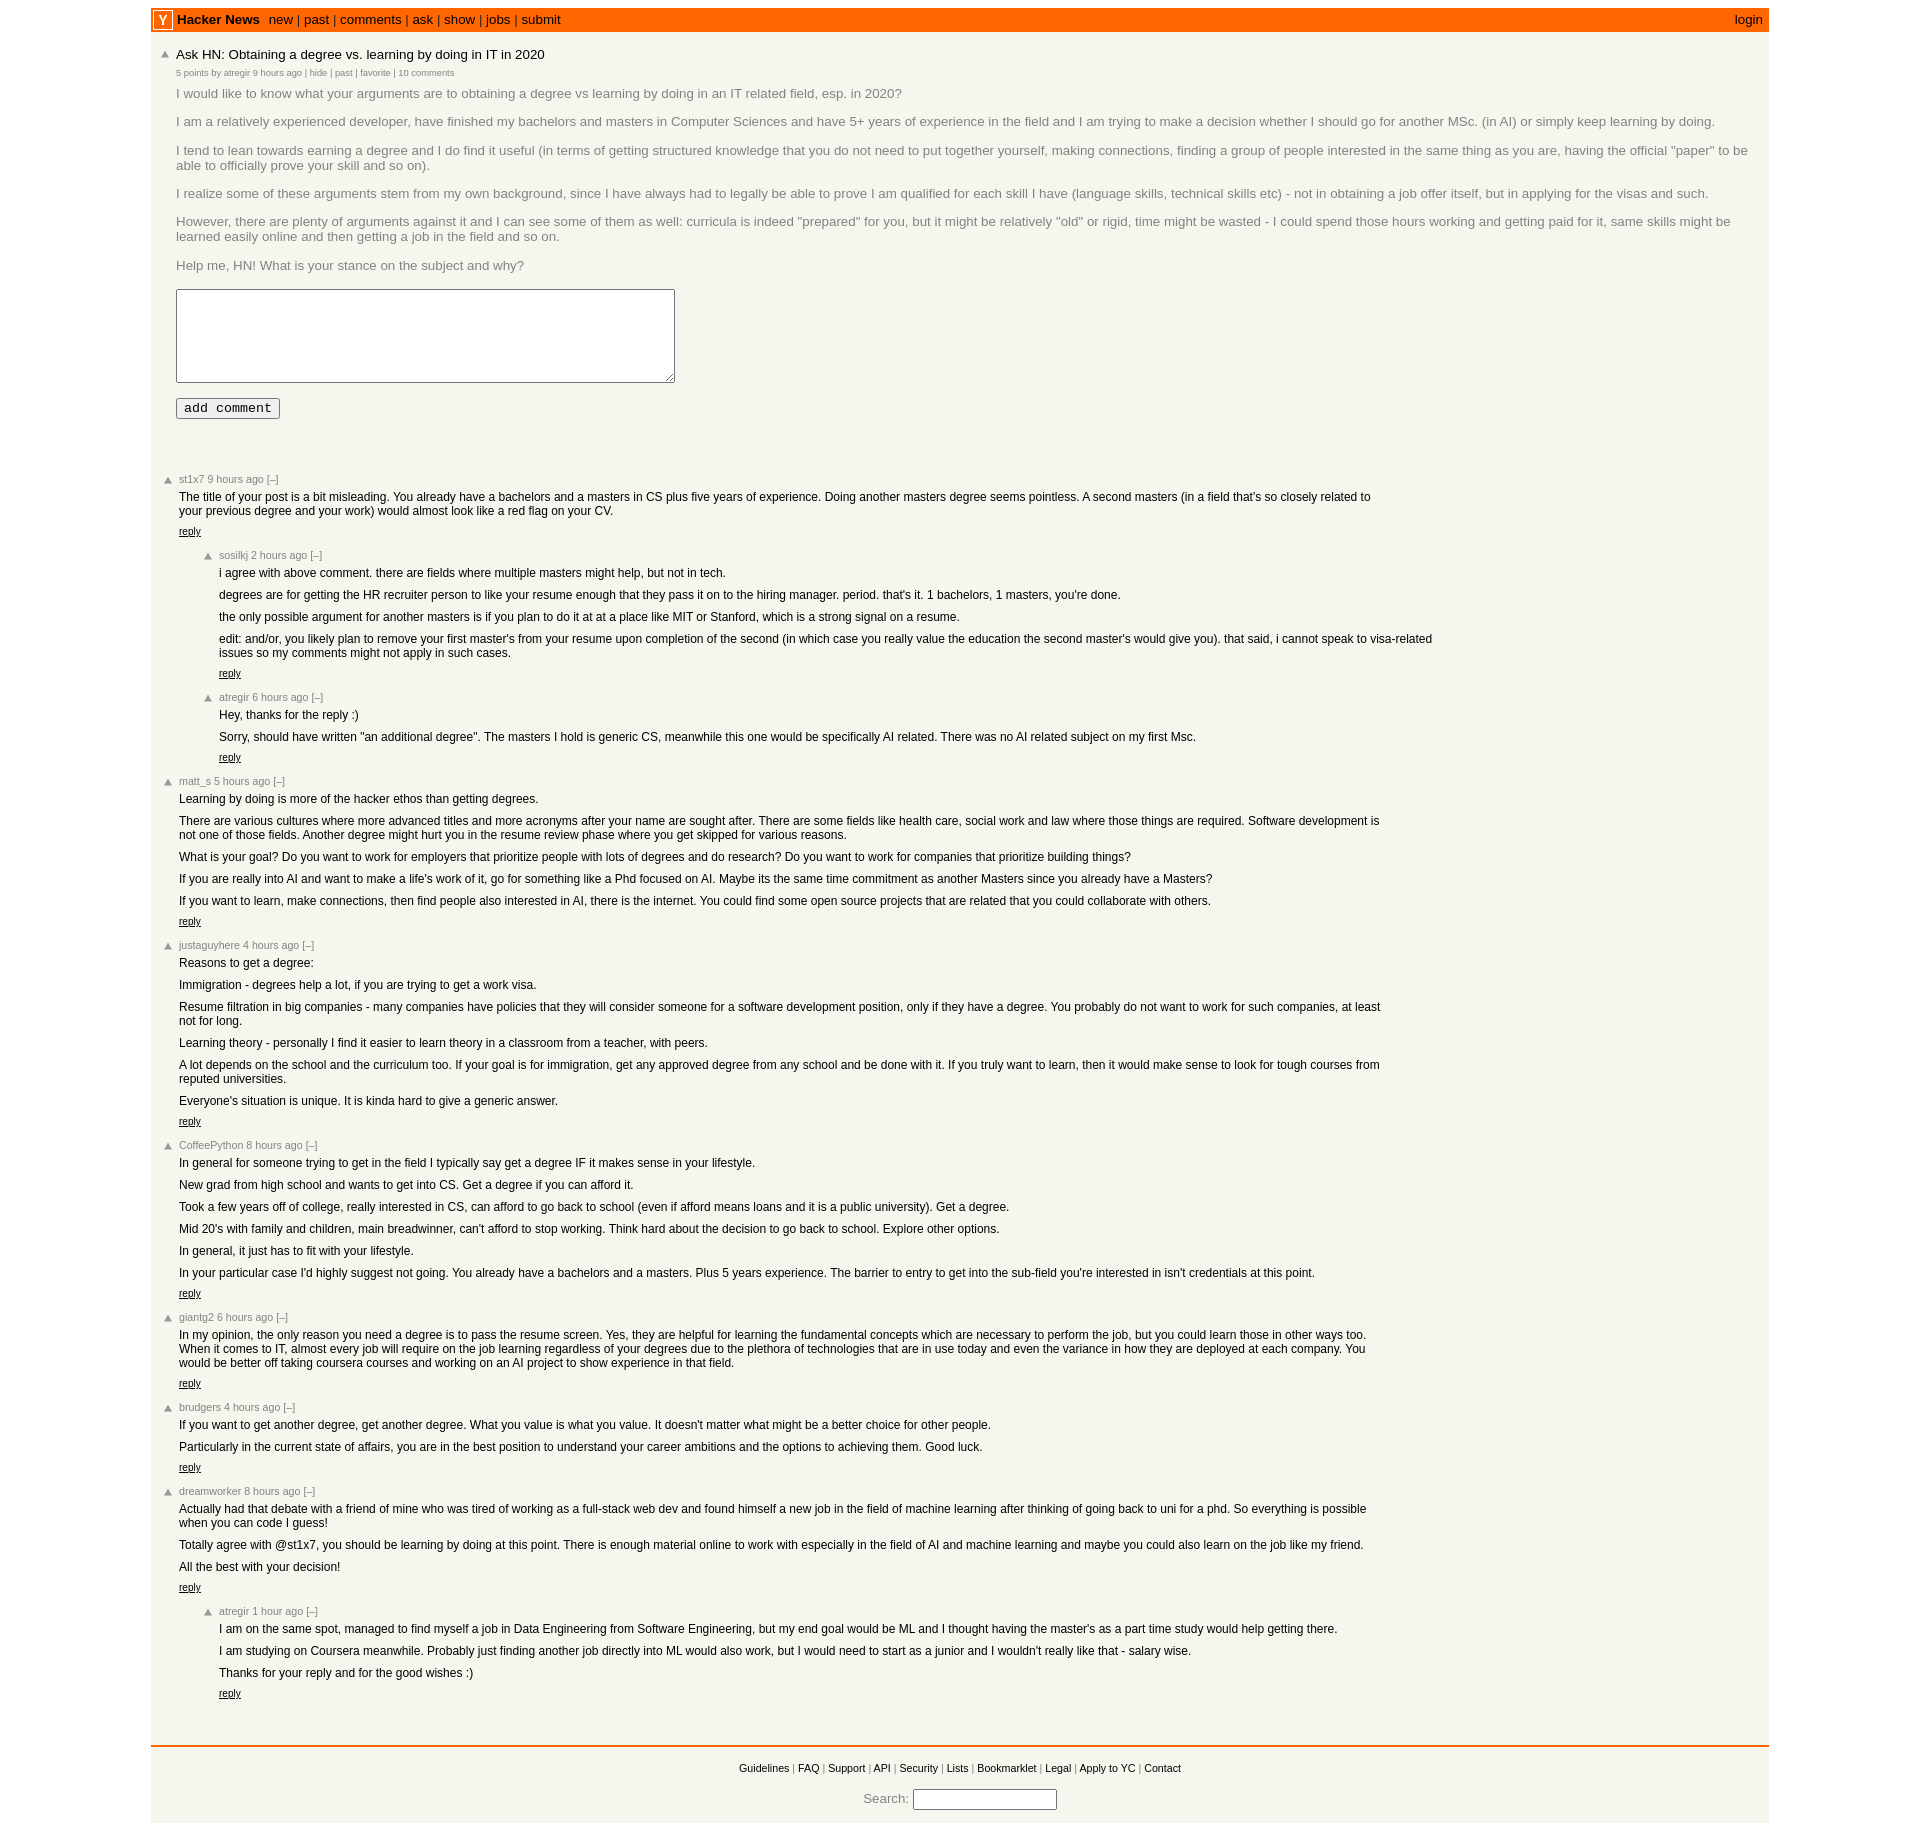 Y Hacker News new | past | comments | ask | show | jobs | submit login
Ask HN: Obtaining a degree vs. learning by doing in IT in 2020
5 points by atregir 9 hours ago | hide | past | favorite | 10 comments
I would like to know what your arguments are to obtaining a degree vs learning by doing in an IT related field, esp. in 2020?
I am a relatively experienced developer, have finished my bachelors and masters in Computer Sciences and have 5+ years of experience in the field and I am trying to make a decision whether I should go for another MSc. (in AI) or simply keep learning by doing.
I tend to lean towards earning a degree and I do find it useful (in terms of getting structured knowledge that you do not need to put together yourself, making connections, finding a group of people interested in the same thing as you are, having the official "paper" to be
able to officially prove your skill and so on).
I realize some of these arguments stem from my own background, since I have always had to legally be able to prove I am qualified for each skill I have (language skills, technical skills etc) - not in obtaining a job offer itself, but in applying for the visas and such.
However, there are plenty of arguments against it and I can see some of them as well: curricula is indeed "prepared" for you, but it might be relatively "old" or rigid, time might be wasted - I could spend those hours working and getting paid for it, same skills might be
learned easily online and then getting a job in the field and so on.
Help me, HN! What is your stance on the subject and why?
add comment
st1x7 9 hours ago [–]
The title of your post is a bit misleading. You already have a bachelors and a masters in CS plus five years of experience. Doing another masters degree seems pointless. A second masters (in a field that's so closely related to
your previous degree and your work) would almost look like a red flag on your CV.
reply
sosilkj 2 hours ago [–]
i agree with above comment. there are fields where multiple masters might help, but not in tech.
degrees are for getting the HR recruiter person to like your resume enough that they pass it on to the hiring manager. period. that's it. 1 bachelors, 1 masters, you're done.
the only possible argument for another masters is if you plan to do it at at a place like MIT or Stanford, which is a strong signal on a resume.
edit: and/or, you likely plan to remove your first master's from your resume upon completion of the second (in which case you really value the education the second master's would give you). that said, i cannot speak to visa-related
issues so my comments might not apply in such cases.
reply
atregir 6 hours ago [–]
Hey, thanks for the reply :)
Sorry, should have written "an additional degree". The masters I hold is generic CS, meanwhile this one would be specifically AI related. There was no AI related subject on my first Msc.
reply
matt_s 5 hours ago [–]
Learning by doing is more of the hacker ethos than getting degrees.
There are various cultures where more advanced titles and more acronyms after your name are sought after. There are some fields like health care, social work and law where those things are required. Software development is
not one of those fields. Another degree might hurt you in the resume review phase where you get skipped for various reasons.
What is your goal? Do you want to work for employers that prioritize people with lots of degrees and do research? Do you want to work for companies that prioritize building things?
If you are really into AI and want to make a life's work of it, go for something like a Phd focused on AI. Maybe its the same time commitment as another Masters since you already have a Masters?
If you want to learn, make connections, then find people also interested in AI, there is the internet. You could find some open source projects that are related that you could collaborate with others.
reply
justaguyhere 4 hours ago [–]
Reasons to get a degree:
Immigration - degrees help a lot, if you are trying to get a work visa.
Resume filtration in big companies - many companies have policies that they will consider someone for a software development position, only if they have a degree. You probably do not want to work for such companies, at least
not for long.
Learning theory - personally I find it easier to learn theory in a classroom from a teacher, with peers.
A lot depends on the school and the curriculum too. If your goal is for immigration, get any approved degree from any school and be done with it. If you truly want to learn, then it would make sense to look for tough courses from
reputed universities.
Everyone's situation is unique. It is kinda hard to give a generic answer.
reply
CoffeePython 8 hours ago [–]
In general for someone trying to get in the field I typically say get a degree IF it makes sense in your lifestyle.
New grad from high school and wants to get into CS. Get a degree if you can afford it.
Took a few years off of college, really interested in CS, can afford to go back to school (even if afford means loans and it is a public university). Get a degree.
Mid 20's with family and children, main breadwinner, can't afford to stop working. Think hard about the decision to go back to school. Explore other options.
In general, it just has to fit with your lifestyle.
In your particular case I'd highly suggest not going. You already have a bachelors and a masters. Plus 5 years experience. The barrier to entry to get into the sub-field you're interested in isn't credentials at this point.
reply
giantg2 6 hours ago [–]
In my opinion, the only reason you need a degree is to pass the resume screen. Yes, they are helpful for learning the fundamental concepts which are necessary to perform the job, but you could learn those in other ways too.
When it comes to IT, almost every job will require on the job learning regardless of your degrees due to the plethora of technologies that are in use today and even the variance in how they are deployed at each company. You
would be better off taking coursera courses and working on an AI project to show experience in that field.
reply
brudgers 4 hours ago [–]
If you want to get another degree, get another degree. What you value is what you value. It doesn't matter what might be a better choice for other people.
Particularly in the current state of affairs, you are in the best position to understand your career ambitions and the options to achieving them. Good luck.
reply
dreamworker 8 hours ago [–]
Actually had that debate with a friend of mine who was tired of working as a full-stack web dev and found himself a new job in the field of machine learning after thinking of going back to uni for a phd. So everything is possible
when you can code I guess!
Totally agree with @st1x7, you should be learning by doing at this point. There is enough material online to work with especially in the field of AI and machine learning and maybe you could also learn on the job like my friend.
All the best with your decision!
reply
atregir 1 hour ago [–]
I am on the same spot, managed to find myself a job in Data Engineering from Software Engineering, but my end goal would be ML and I thought having the master's as a part time study would help getting there.
I am studying on Coursera meanwhile. Probably just finding another job directly into ML would also work, but I would need to start as a junior and I wouldn't really like that - salary wise.
Thanks for your reply and for the good wishes :)
reply
Guidelines | FAQ | Support | API | Security | Lists | Bookmarklet | Legal | Apply to YC | Contact
Search: